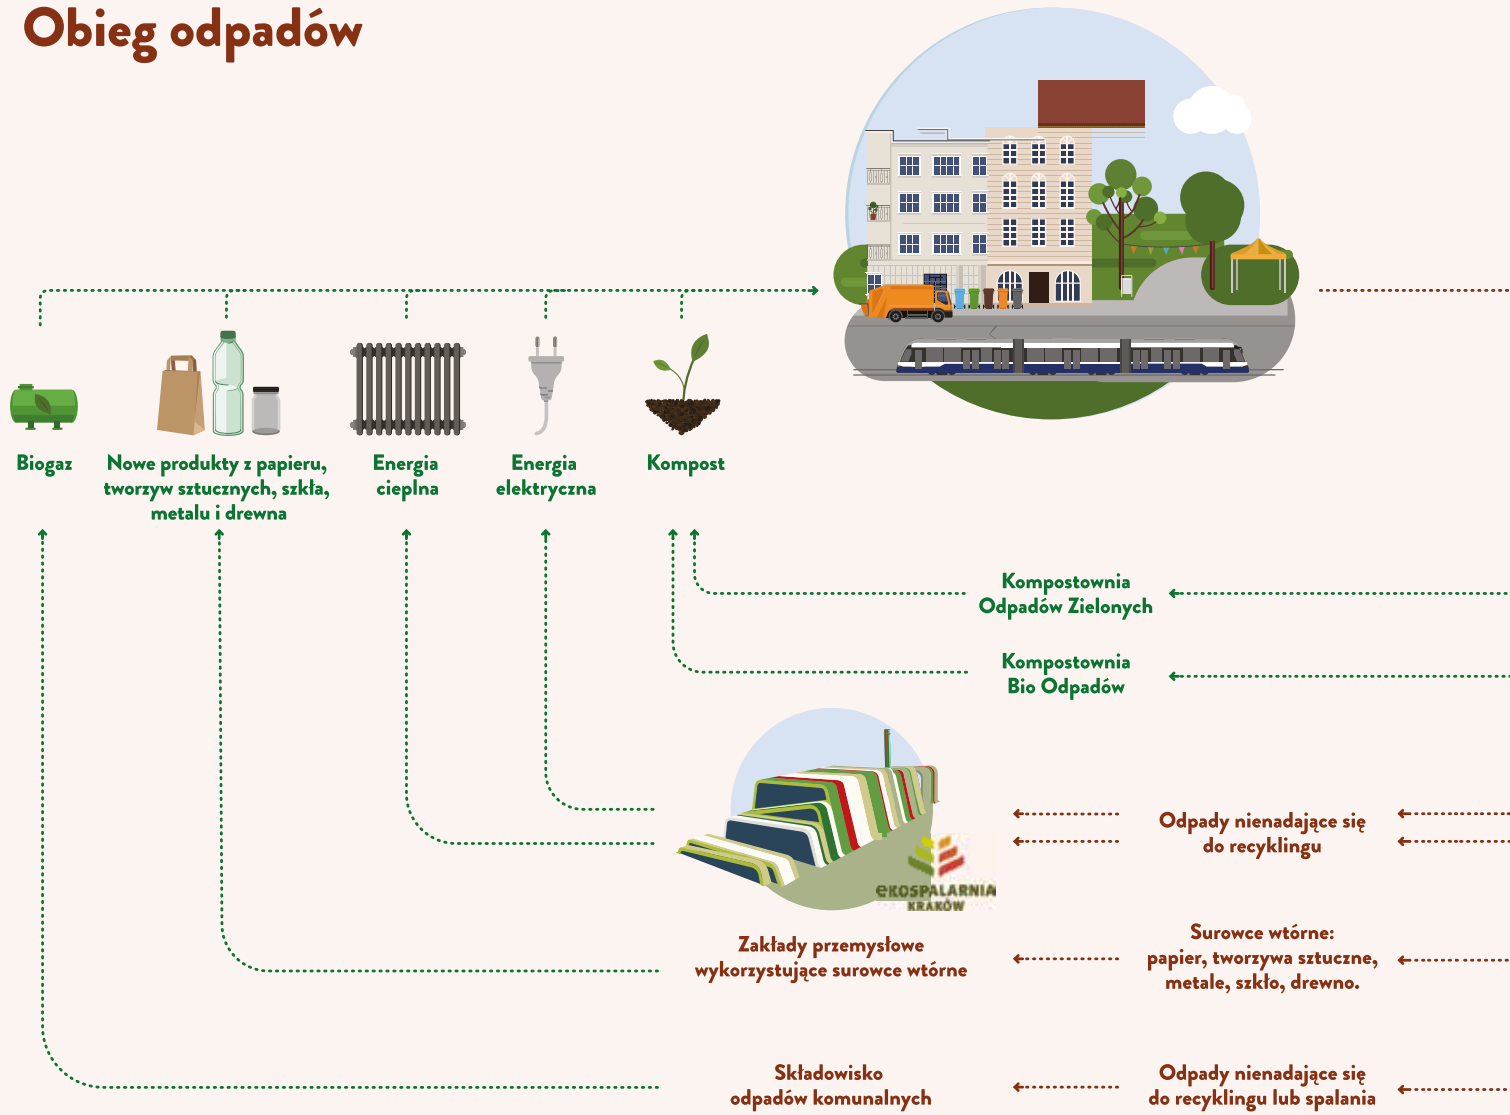 Obieg odpadów
Biogaz
Nowe produkty z papieru,
tworzyw sztucznych, szkła,
metalu i drewna
Energia
cieplna
Energia
elektryczna
Kompost
Kompostownia
Odpadów Zielonych
Kompostownia
Bio Odpadów
Odpady nienadające się
do recyklingu
eKOSPALARNIA
KRAKÓW
Zakłady przemysłowe
wykorzystujące surowce wtórne
Surowce wtórne:
papier, tworzywa sztuczne,
metale, szkło, drewno.
Składowisko
odpadów komunalnych
Odpady nienadające się
do recyklingu lub spalania